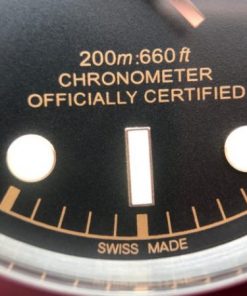 200m:660ft
CHRONOMETER
OFFICIALLY CERTIFIED
SWISS MADE